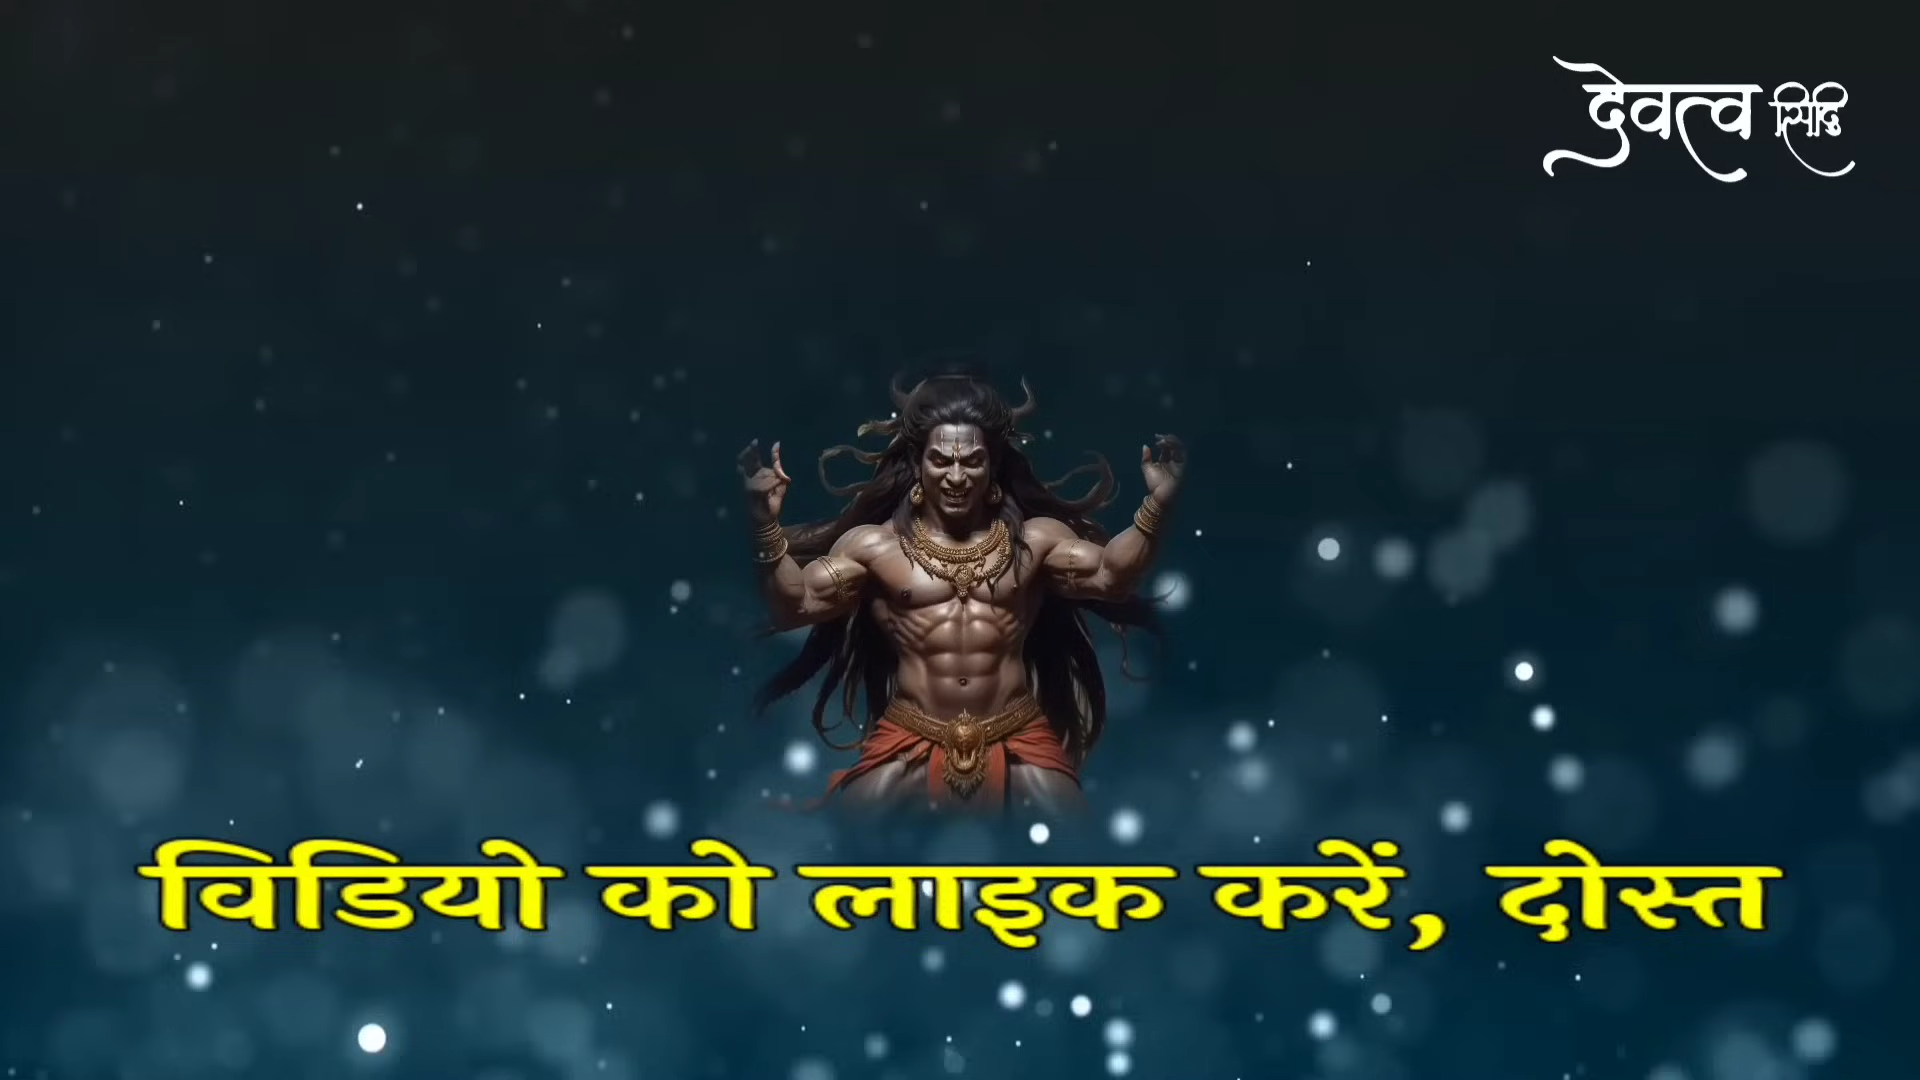 देवत्व सिद्धि
विडियो को लाइक करें, दोस्त